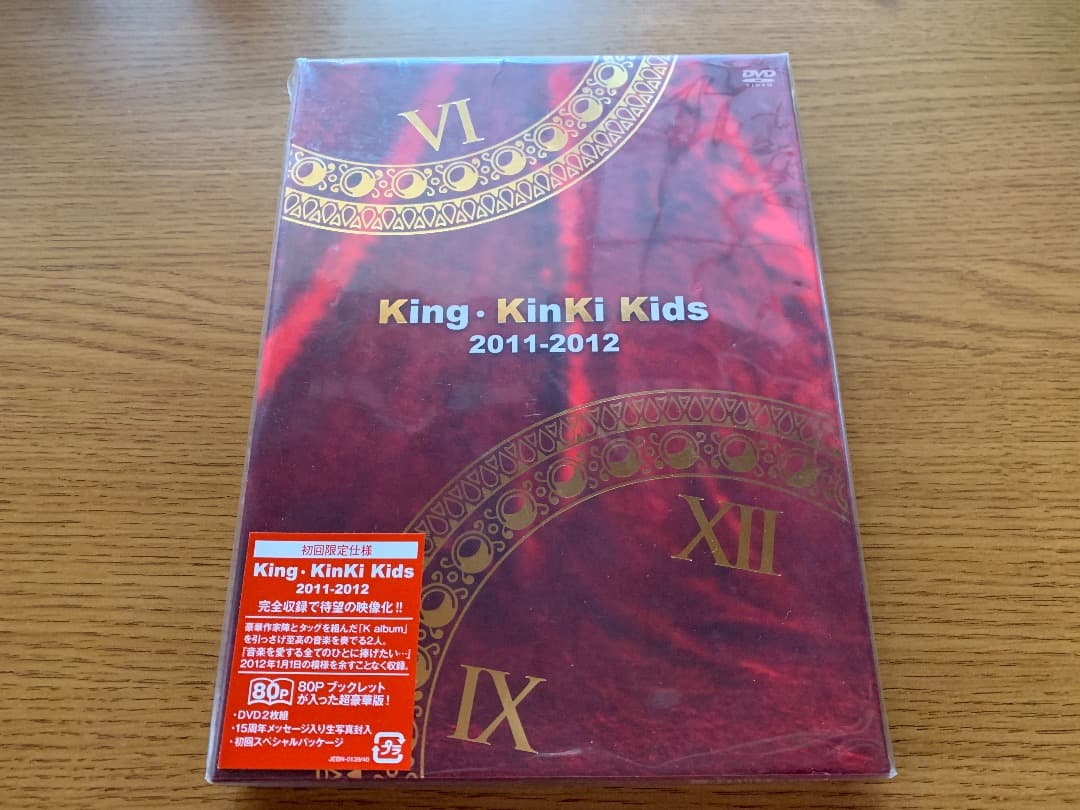 DVD
VIDEO
VI
King・KinKi Kids
2011-2012
XII
IX
初回限定仕様
King・KinKi Kids
2011-2012
完全収録で待望の映像化!!
豪華作家陣とタッグを組んだ「K album」
を引っさげ至高の音楽を奏でる2人。
「音楽を愛する全てのひとに捧げたい…」
2012年1月1日の模様を余すことなく収録。
80P
80P ブックレット
が入った超豪華版!
・DVD2枚組
・15周年メッセージ入り生写真封入
・初回スペシャルパッケージ
プラ
JEBN-0139/40